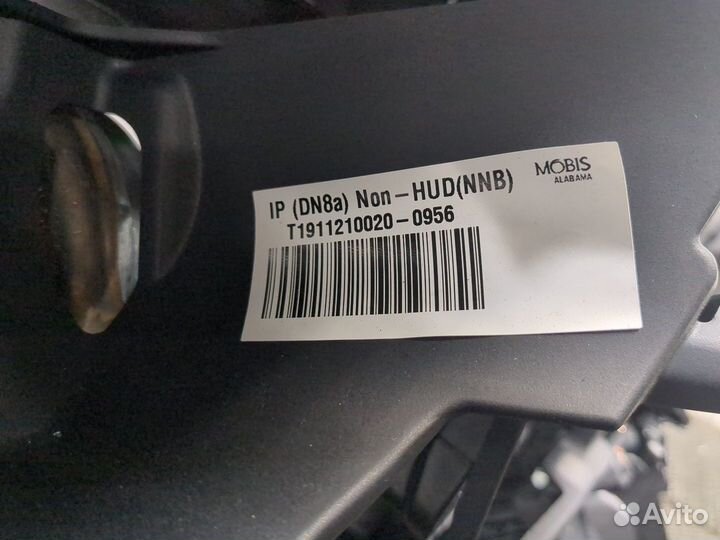 MOBIS
ALABAMA
IP (DN8a) Non-HUD(NNB)
T1911210020-0956
Avito